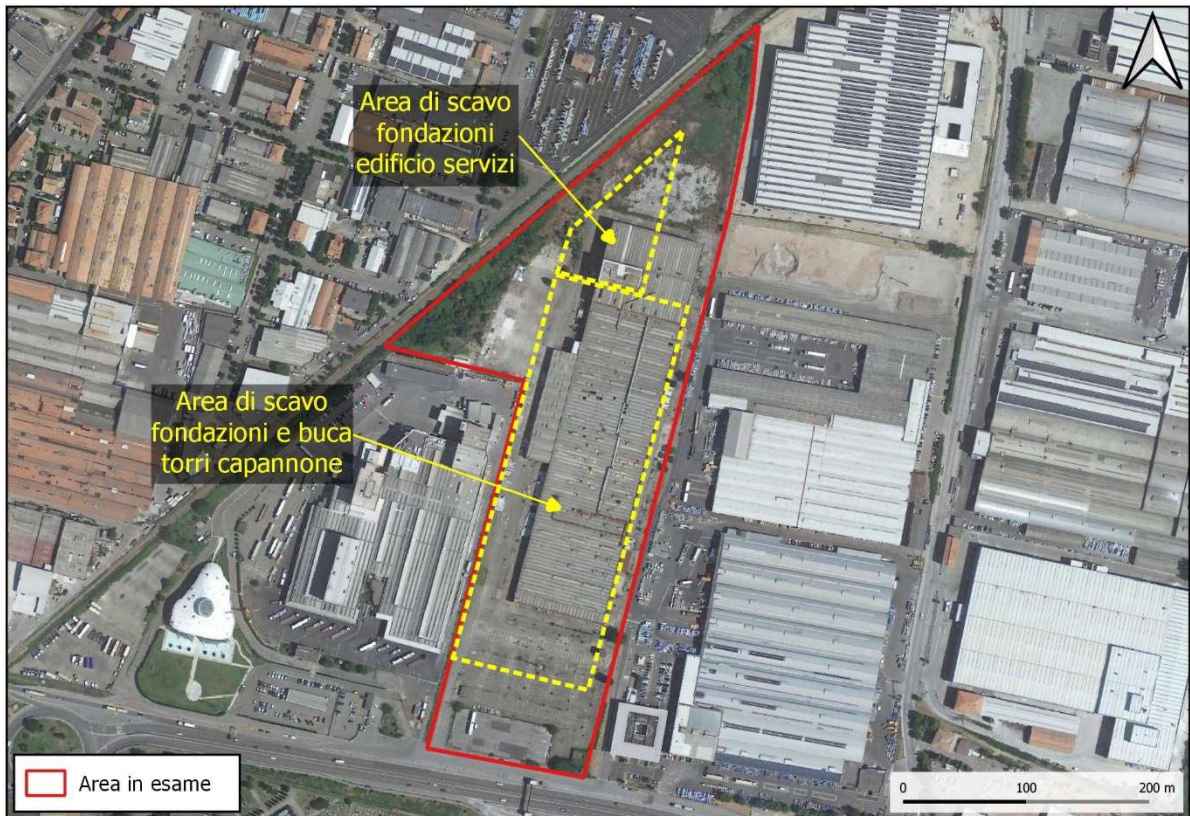 Area di scavo
fondazioni
edificio servizi
Area di scavo
fondazioni e buca
torri capannone
Area in esame
0 100 200 m